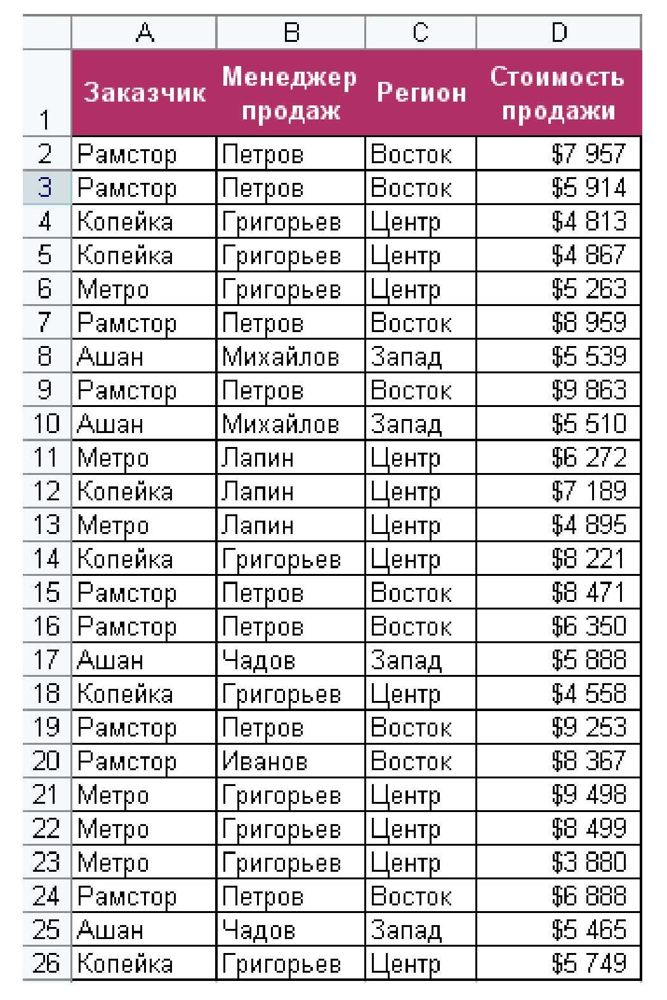 A B C D
1 Заказчик Менеджер продаж Регион Стоимость продажи
2 Рамстор Петров Восток $7 957
3 Рамстор Петров Восток $5 914
4 Копейка Григорьев Центр $4 813
5 Копейка Григорьев Центр $4 867
6 Метро Григорьев Центр $5 263
7 Рамстор Петров Восток $8 959
8 Ашан Михайлов Запад $5 539
9 Рамстор Петров Восток $9 863
10 Ашан Михайлов Запад $5 510
11 Метро Лапин Центр $6 272
12 Копейка Лапин Центр $7 189
13 Метро Лапин Центр $4 895
14 Копейка Григорьев Центр $8 221
15 Рамстор Петров Восток $8 471
16 Рамстор Петров Восток $6 350
17 Ашан Чадов Запад $5 888
18 Копейка Григорьев Центр $4 558
19 Рамстор Петров Восток $9 253
20 Рамстор Иванов Восток $8 367
21 Метро Григорьев Центр $9 498
22 Метро Григорьев Центр $8 499
23 Метро Григорьев Центр $3 880
24 Рамстор Петров Восток $6 888
25 Ашан Чадов Запад $5 465
26 Копейка Григорьев Центр $5 749